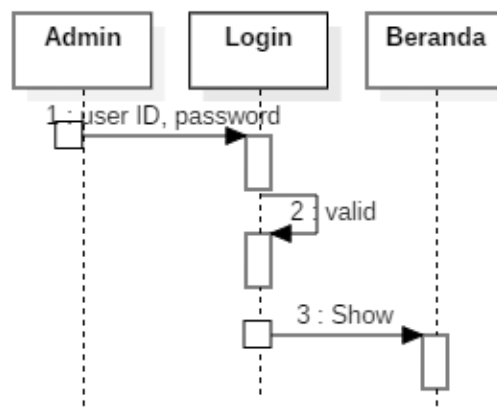 Admin
Login
Beranda
1 : user ID, password
2 : valid
3 : Show